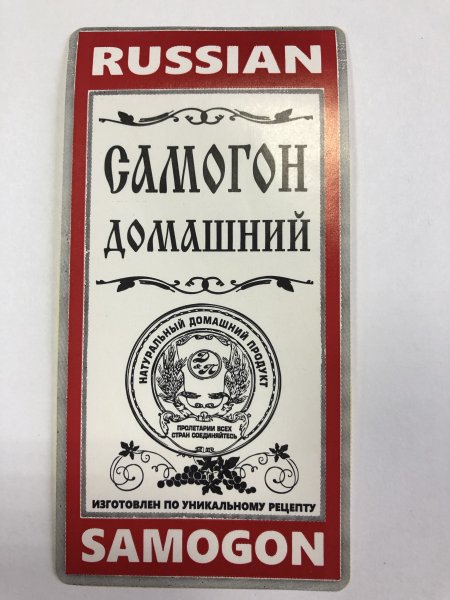 RUSSIAN
САМОГОН
ДОМАШНИЙ
НАТУРАЛЬНЫЙ ДОМАШНИЙ ПРОДУКТ
ПРОЛЕТАРИИ ВСЕХ
СТРАН СОЕДИНЯЙТЕСЬ
ИЗГОТОВЛЕН ПО УНИКАЛЬНОМУ РЕЦЕПТУ
SAMOGON